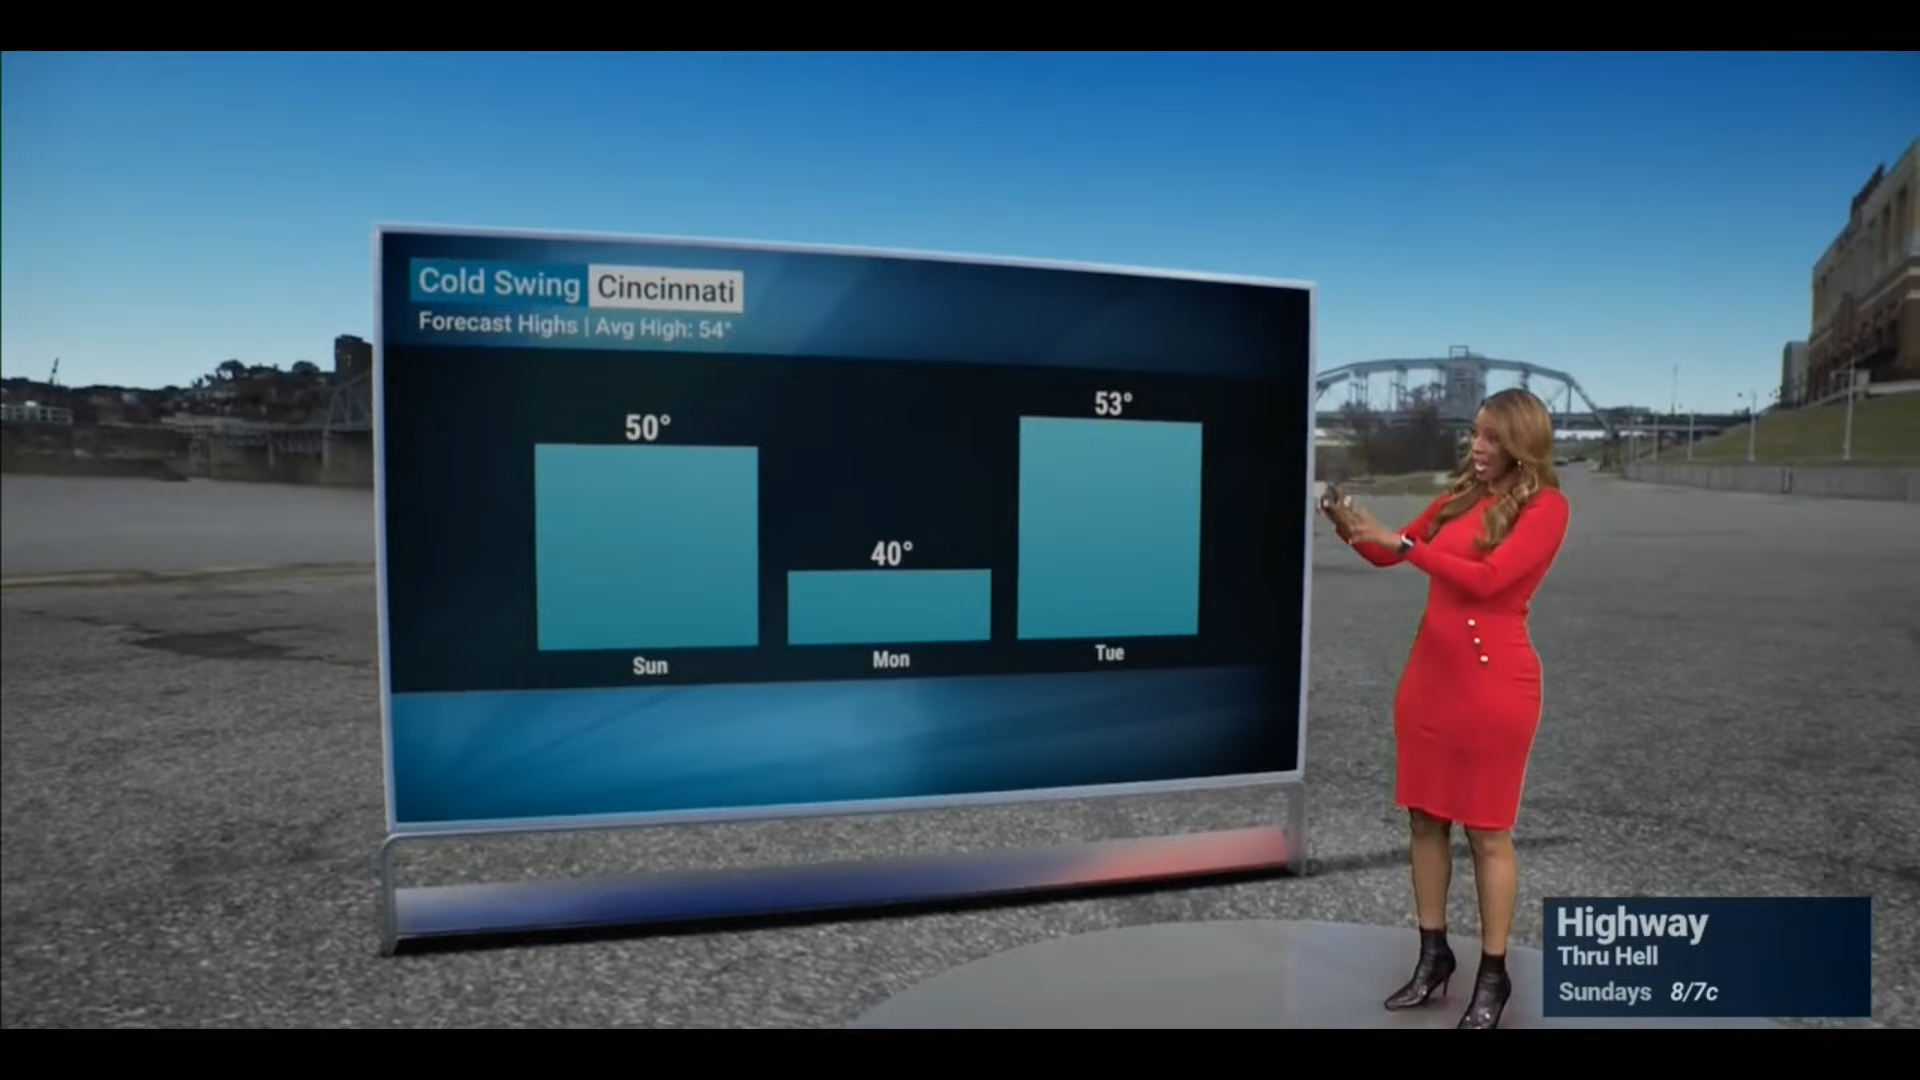 Cold Swing Cincinnati
Forecast Highs | Avg High: 54°
50°
40°
53°
Sun
Mon
Tue
Highway
Thru Hell
Sundays 8/7c